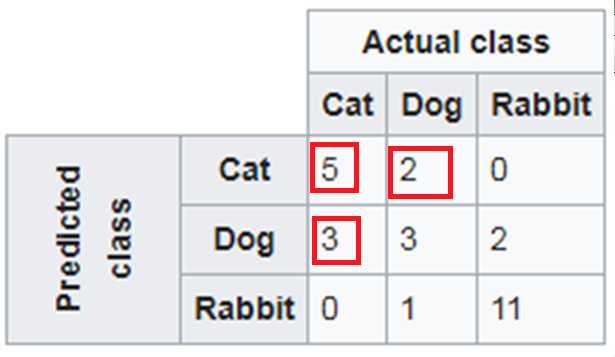 Actual class
Cat Dog Rabbit
Predicted class
Cat 5 2 0
Dog 3 3 2
Rabbit 0 1 11